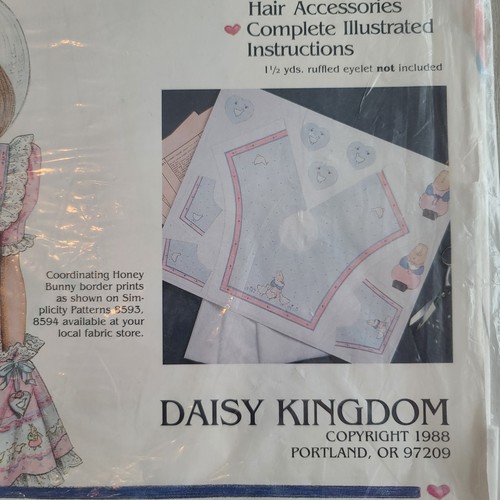 Hair Accessories
Complete Illustrated
Instructions
1½ yds. ruffled eyelet not included
Coordinating Honey
Bunny border prints
as shown on Sim-
plicity Patterns 8593,
8594 available at your
local fabric store.
DAISY KINGDOM
COPYRIGHT 1988
PORTLAND, OR 97209